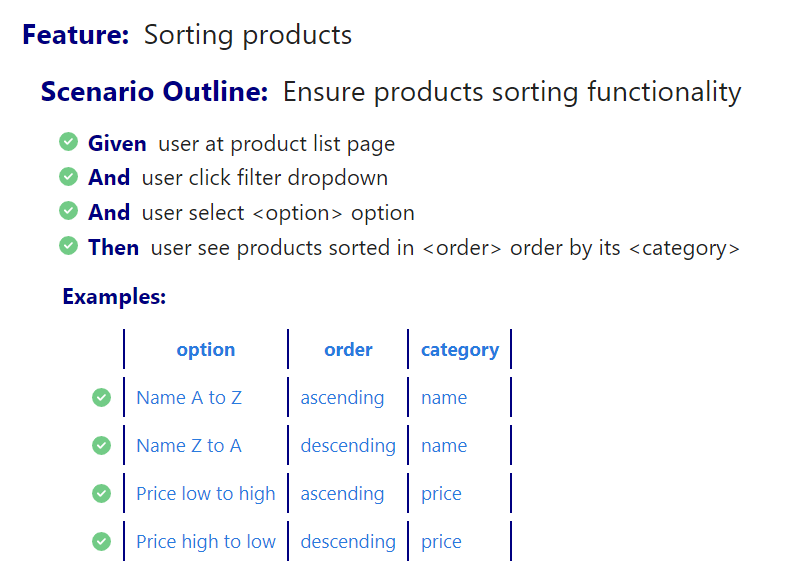 Feature: Sorting products
Scenario Outline: Ensure products sorting functionality
Given user at product list page
And user click filter dropdown
And user select <option> option
Then user see products sorted in <order> order by its <category>
Examples:
option order category
Name A to Z ascending name
Name Z to A descending name
Price low to high ascending price
Price high to low descending price